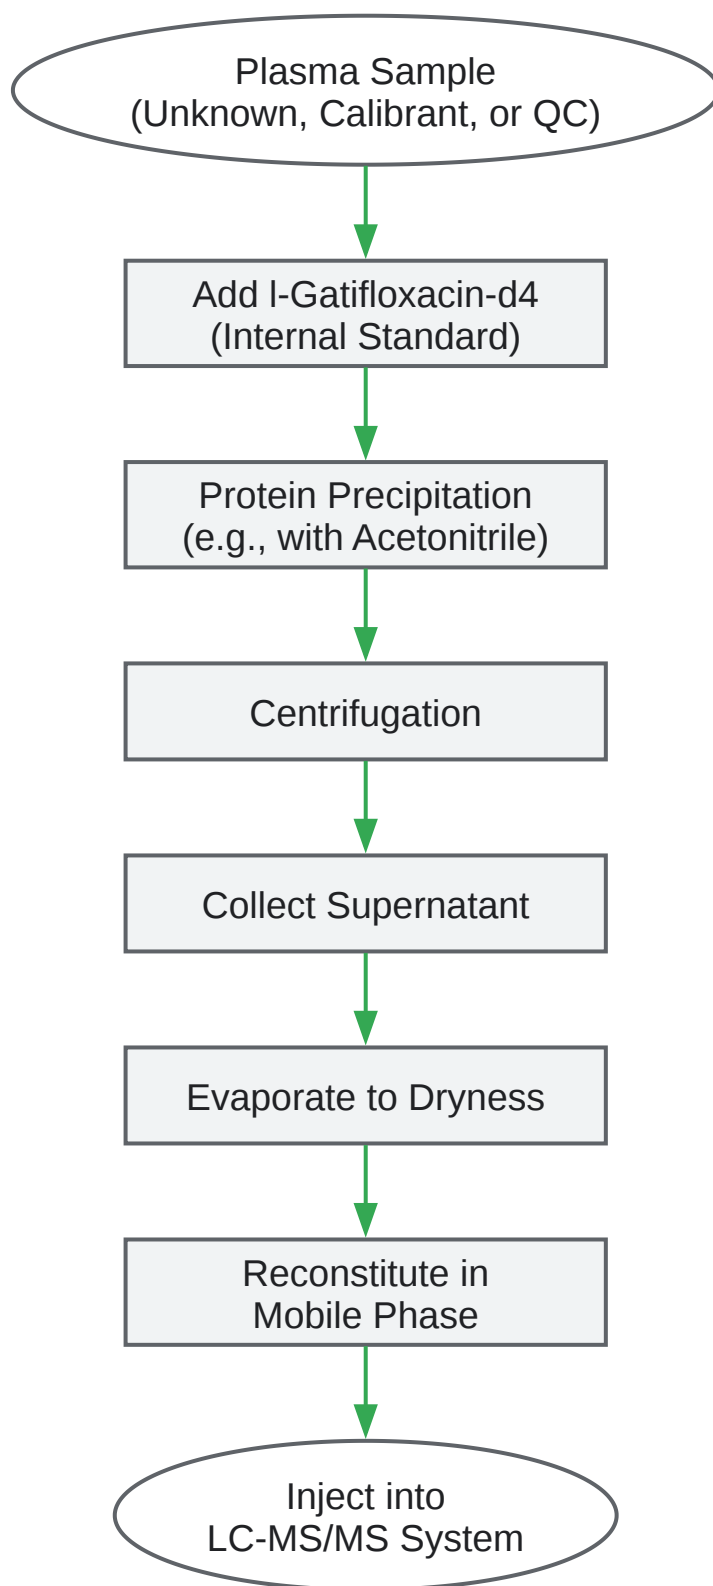 Plasma Sample
(Unknown, Calibrant, or QC)
Add l-Gatifloxacin-d4
(Internal Standard)
Protein Precipitation
(e.g., with Acetonitrile)
Centrifugation
Collect Supernatant
Evaporate to Dryness
Reconstitute in
Mobile Phase
Inject into
LC-MS/MS System